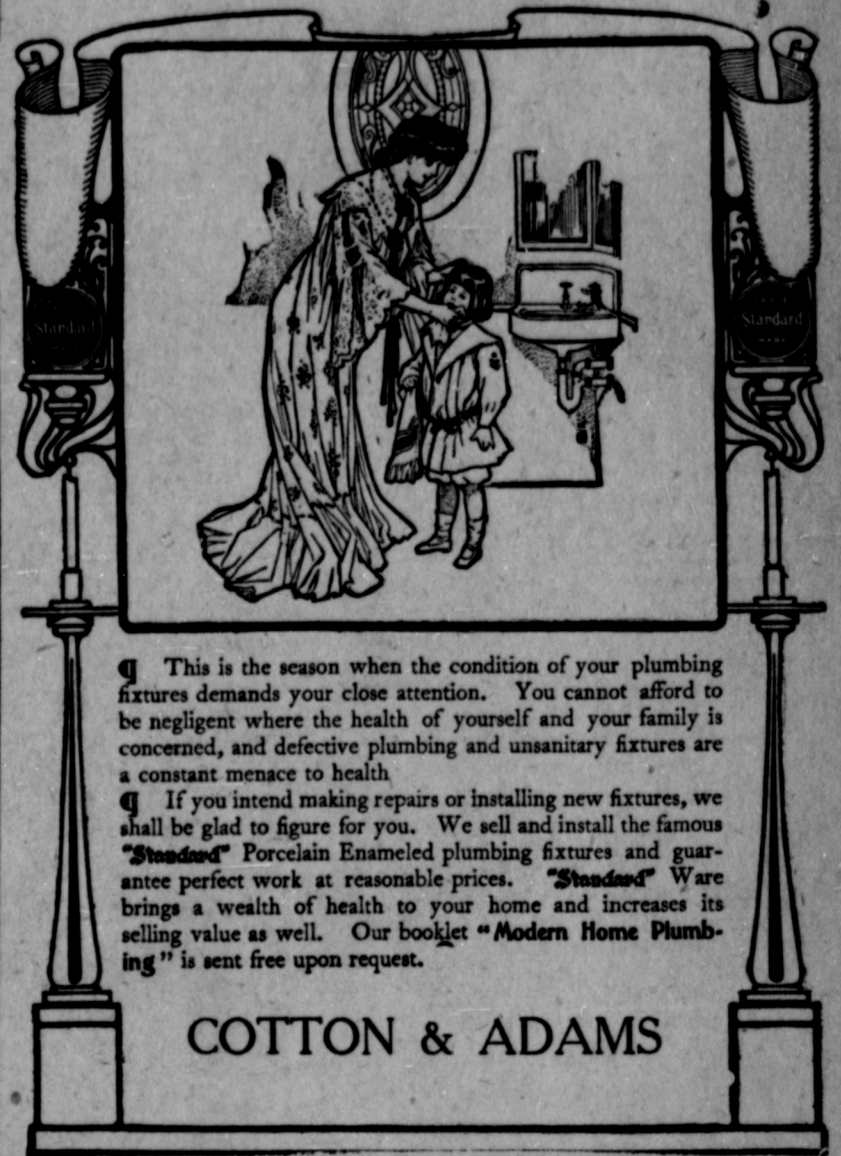 Standard
Standard
¶ This is the season when the condition of your plumbing
fixtures demands your close attention. You cannot afford to
be negligent where the health of yourself and your family is
concerned, and defective plumbing and unsanitary fixtures are
a constant menace to health
¶ If you intend making repairs or installing new fixtures, we
shall be glad to figure for you. We sell and install the famous
"Standard" Porcelain Enameled plumbing fixtures and guar-
antee perfect work at reasonable prices. "Standard" Ware
brings a wealth of health to your home and increases its
selling value as well. Our booklet "Modern Home Plumb-
ing" is sent free upon request.
COTTON & ADAMS